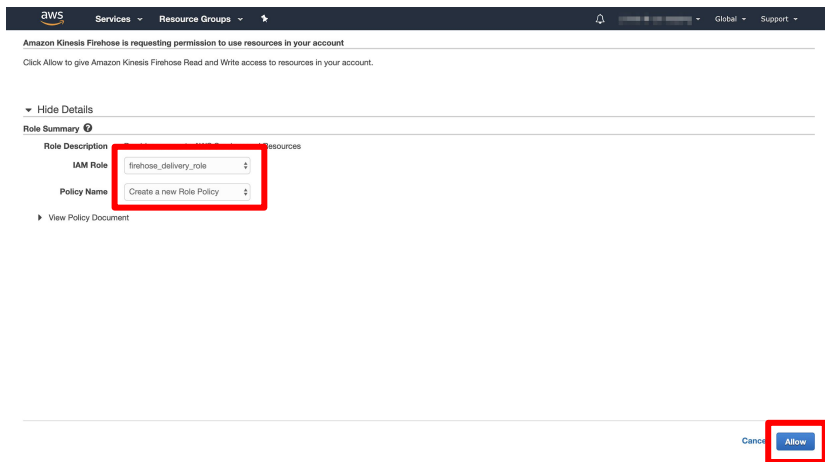 aws Services Resource Groups Global Support
Amazon Kinesis Firehose is requesting permission to use resources in your account
Click Allow to give Amazon Kinesis Firehose Read and Write access to resources in your account.
Hide Details
Role Summary ?
Role Description Resources
IAM Role firehose_delivery_role
Policy Name Create a new Role Policy
View Policy Document
Allow